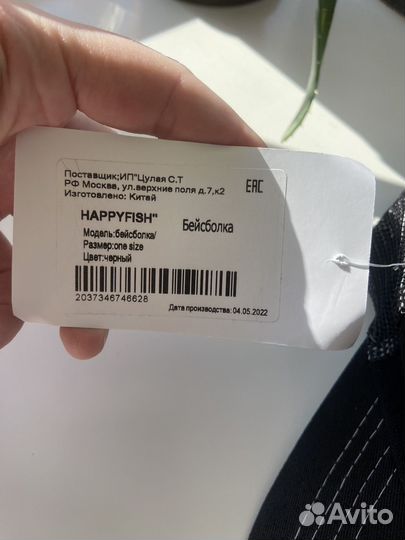 Поставщик;ИП"Цулая С.Т
РФ Москва, ул.верхние поля д.7,к2
Изготовлено: Китай
EAC
HAPPYFISH"
Бейсболка
Модель:бейсболка/
Размер:one size
Цвет:черный
2037346746628
Дата производства: 04.05.2022
Avito